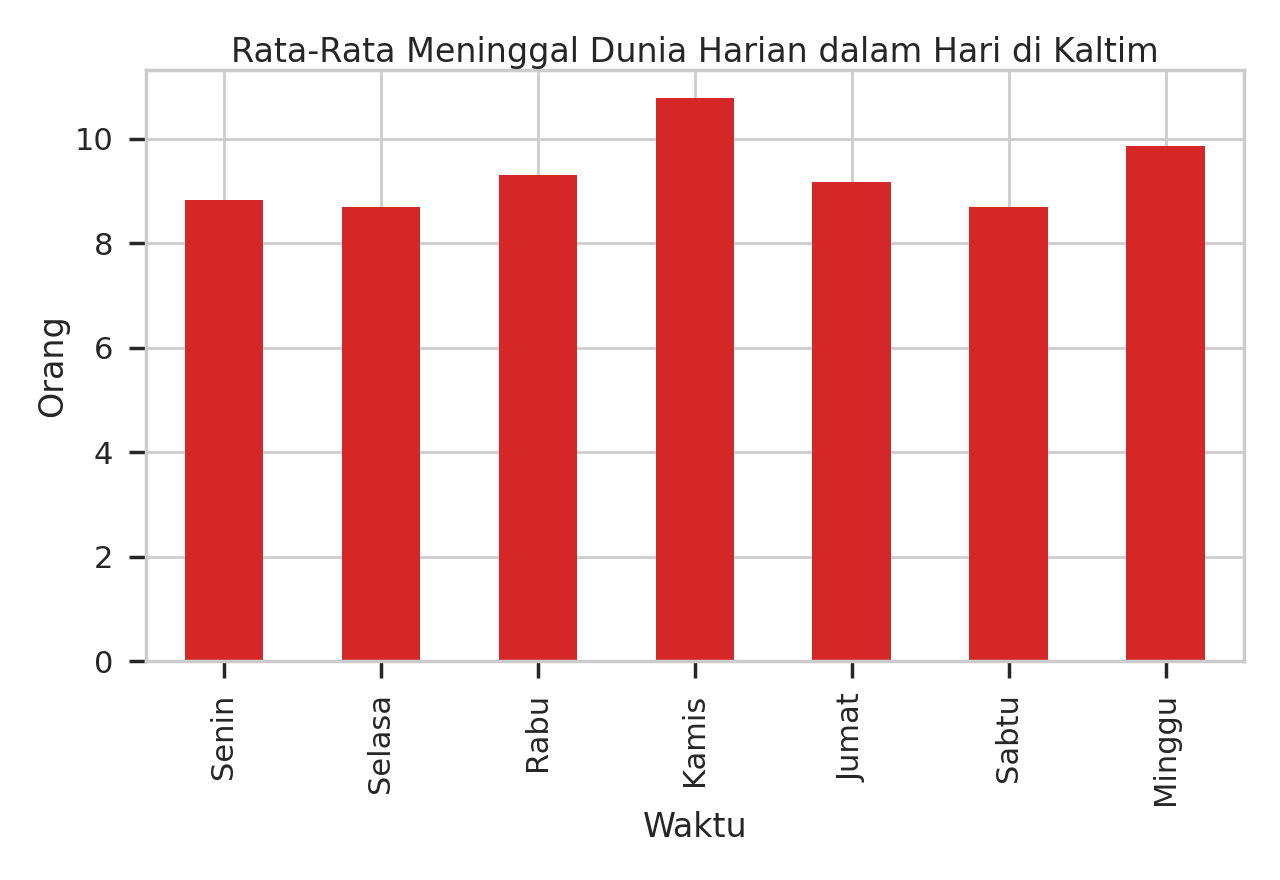 Rata-Rata Meninggal Dunia Harian dalam Hari di Kaltim
Orang
10
8
6
4
2
0
Senin
Selasa
Rabu
Kamis
Jumat
Sabtu
Minggu
Waktu